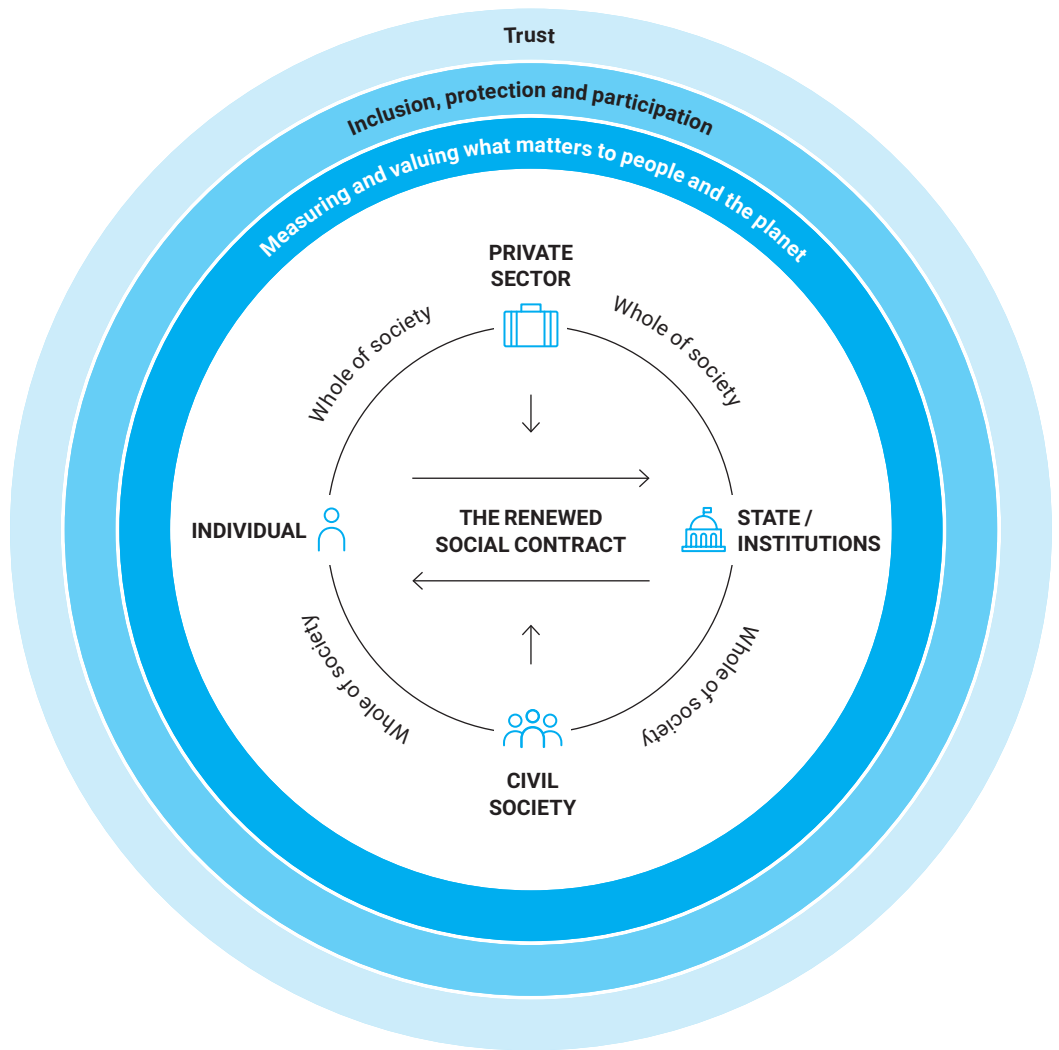 Trust
Inclusion, protection and participation
Measuring and valuing what matters to people and the planet
PRIVATE
SECTOR
Whole of society
Whole of society
INDIVIDUAL
THE RENEWED
SOCIAL CONTRACT
STATE /
INSTITUTIONS
Whole of society
Whole of society
CIVIL
SOCIETY